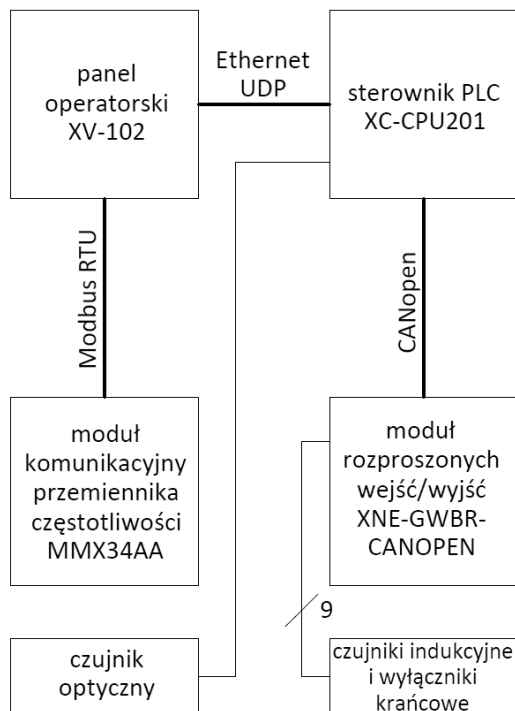 panel
operatorski
XV-102
Ethernet
UDP
sterownik PLC
XC-CPU201
Modbus RTU
CANopen
moduł
komunikacyjny
przemiennika
częstotliwości
MMX34AA
moduł
rozproszonych
wejść/wyjść
XNE-GWBR-
CANOPEN
9
czujnik
optyczny
czujniki indukcyjne
i wyłączniki
krańcowe